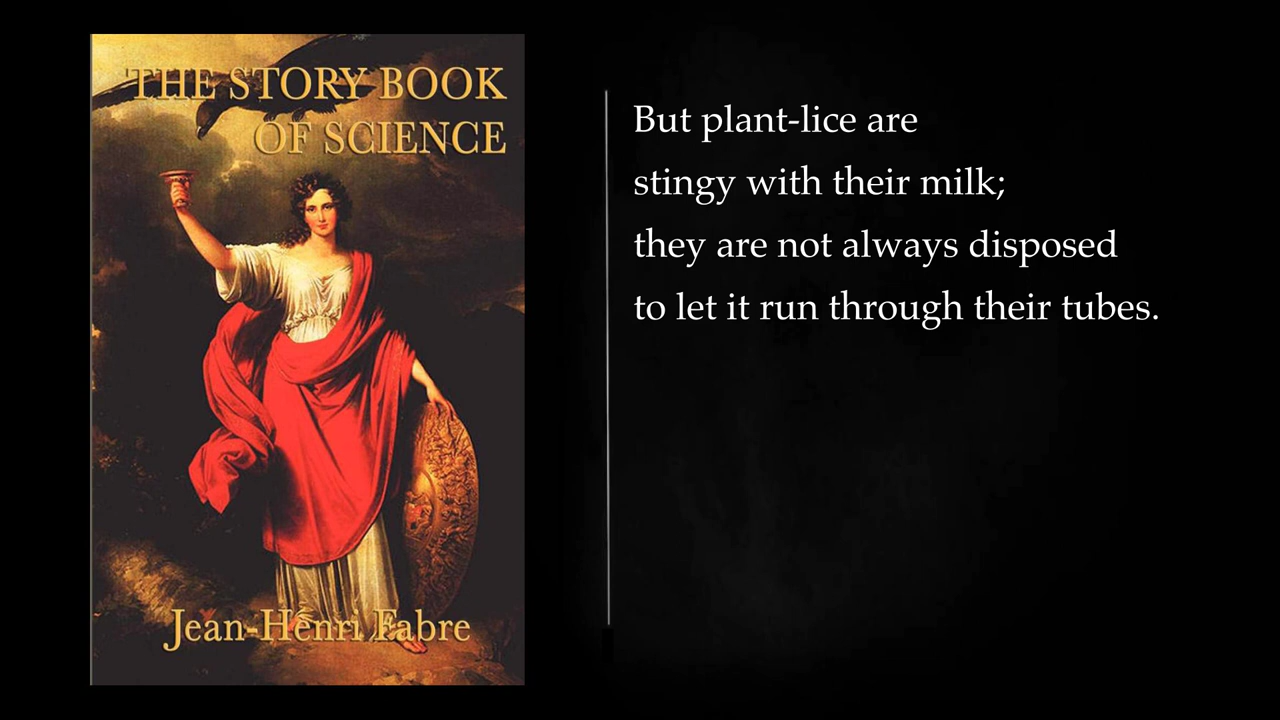 THE STORY BOOK
OF SCIENCE
Jean-Henri Fabre
But plant-lice are
stingy with their milk;
they are not always disposed
to let it run through their tubes.